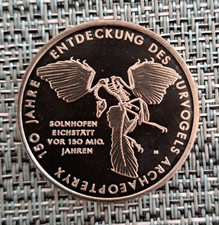 150 JAHRE ENTDECKUNG DES URVOGELS ARCHAEOPTERYX
SOLNHOFEN
EICHSTÄTT
VOR 150 MIO.
JAHREN